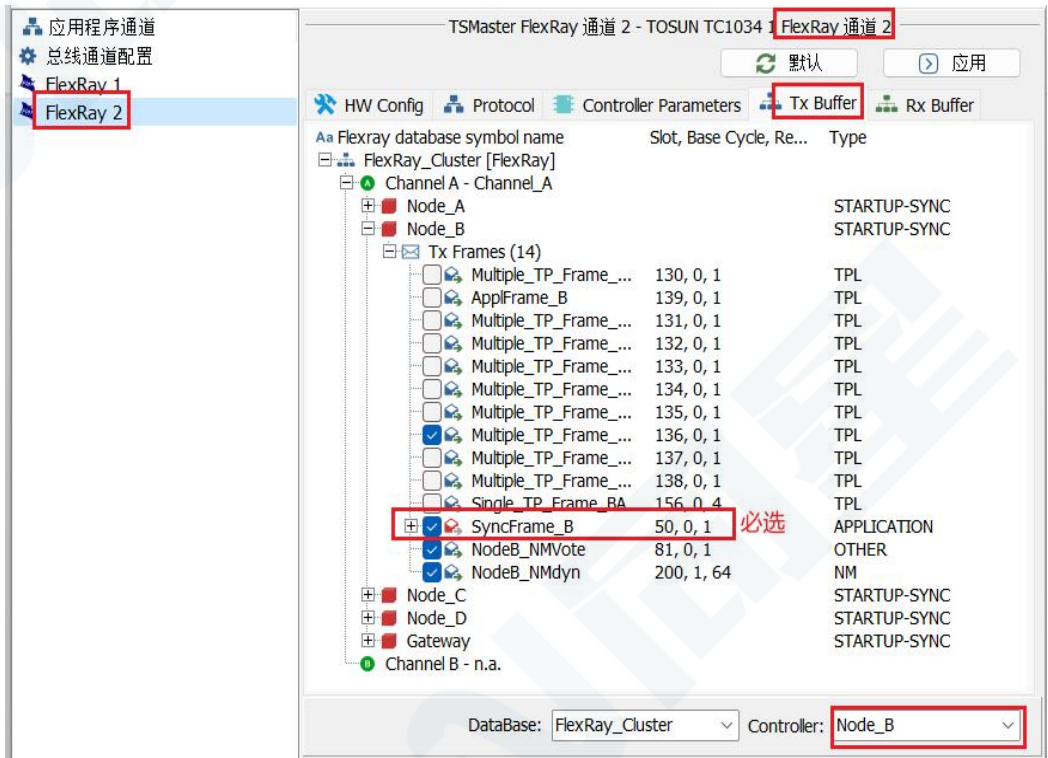 应用程序通道
总线通道配置
FlexRay 1
FlexRay 2
TSMaster FlexRay 通道 2 - TOSUN TC1034 1 FlexRay 通道 2
默认
应用
HW Config
Protocol
Controller Parameters
Tx Buffer
Rx Buffer
Aa Flexray database symbol name Slot, Base Cycle, Re... Type
FlexRay_Cluster [FlexRay]
Channel A - Channel_A
Node_A STARTUP-SYNC
Node_B STARTUP-SYNC
Tx Frames (14)
Multiple_TP_Frame_... 130, 0, 1 TPL
ApplFrame_B 139, 0, 1 TPL
Multiple_TP_Frame_... 131, 0, 1 TPL
Multiple_TP_Frame_... 132, 0, 1 TPL
Multiple_TP_Frame_... 133, 0, 1 TPL
Multiple_TP_Frame_... 134, 0, 1 TPL
Multiple_TP_Frame_... 135, 0, 1 TPL
Multiple_TP_Frame_... 136, 0, 1 TPL
Multiple_TP_Frame_... 137, 0, 1 TPL
Multiple_TP_Frame_... 138, 0, 1 TPL
Single_TP_Frame_BA 156, 0, 4 TPL
SyncFrame_B 50, 0, 1 必选 APPLICATION
NodeB_NMVote 81, 0, 1 OTHER
NodeB_NMdyn 200, 1, 64 NM
Node_C STARTUP-SYNC
Node_D STARTUP-SYNC
Gateway STARTUP-SYNC
Channel B - n.a.
DataBase: FlexRay_Cluster Controller: Node_B